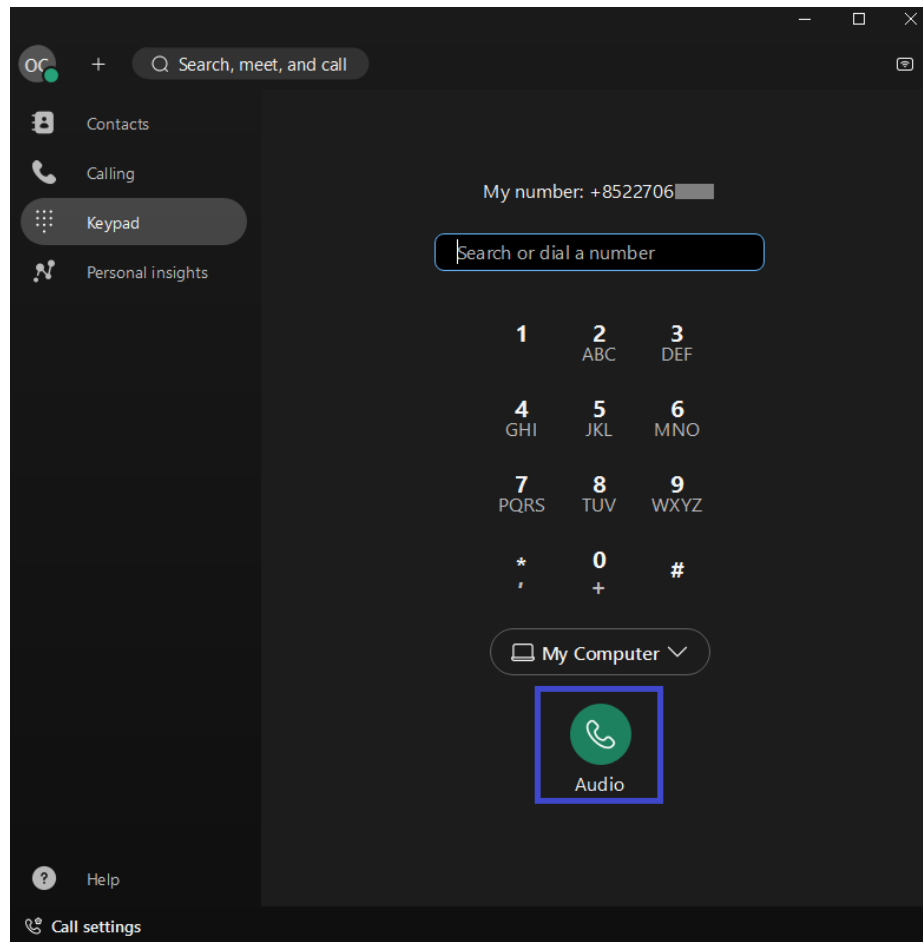 OC
+
Search, meet, and call
Contacts
Calling
Keypad
Personal insights
My number: +8522706
Search or dial a number
1 2 3
ABC DEF
4 5 6
GHI JKL MNO
7 8 9
PQRS TUV WXYZ
* 0 #
, +
My Computer
Audio
? Help
Call settings